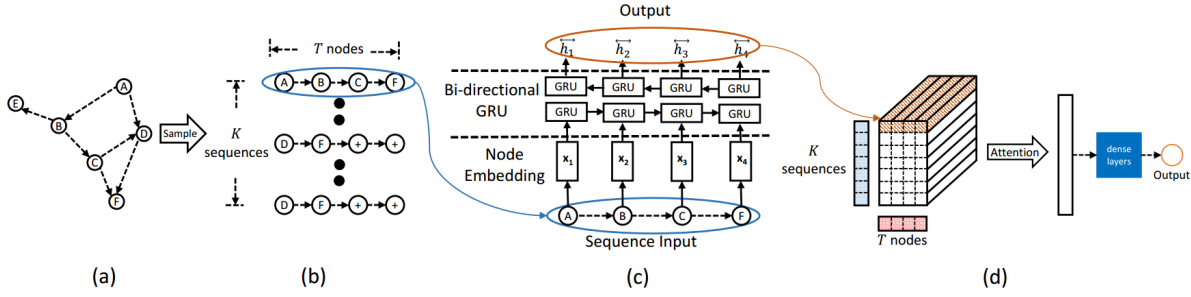 A
E
B
D
C
F
(a)
Sample
T nodes
K
sequences
A B C F
D F + +
D F + +
(b)
Output
h1 h2 h3 h4
Bi-directional
GRU
GRU GRU GRU GRU
GRU GRU GRU GRU
Node
Embedding
x1 x2 x3 x4
A B C F
Sequence Input
(c)
K
sequences
T nodes
Attention
dense
layers
Output
(d)